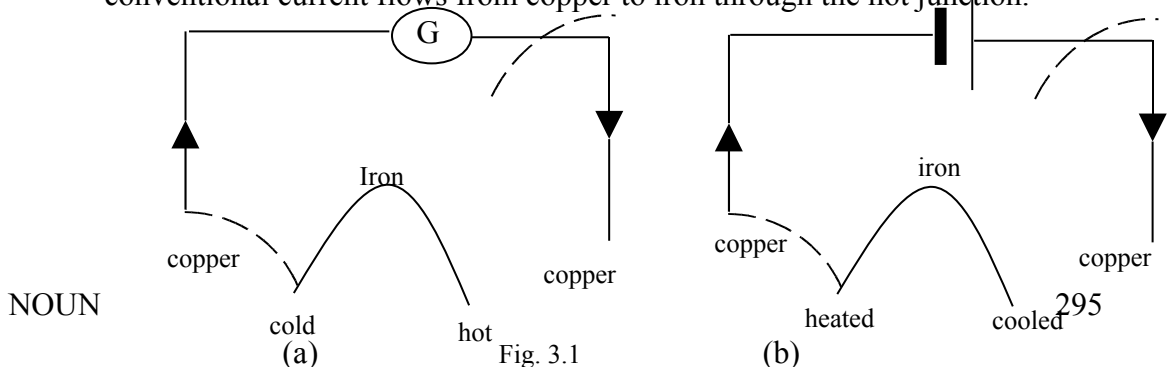 conventional current flows from copper to iron through the hot junction.
G
Iron
iron
copper
copper
copper
copper
NOUN
295
cold
hot
heated
cooled
(a)
Fig. 3.1
(b)